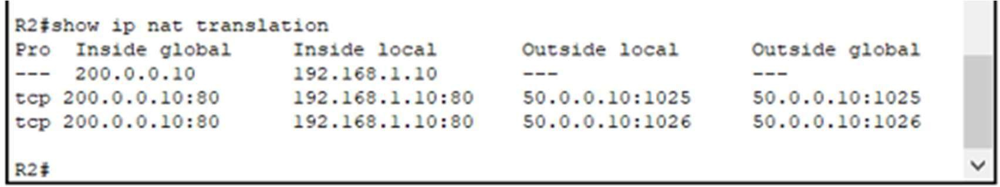 R2#show ip nat translation
Pro  Inside global     Inside local       Outside local      Outside global
---  200.0.0.10        192.168.1.10       ---                ---
tcp 200.0.0.10:80      192.168.1.10:80    50.0.0.10:1025     50.0.0.10:1025
tcp 200.0.0.10:80      192.168.1.10:80    50.0.0.10:1026     50.0.0.10:1026
R2#